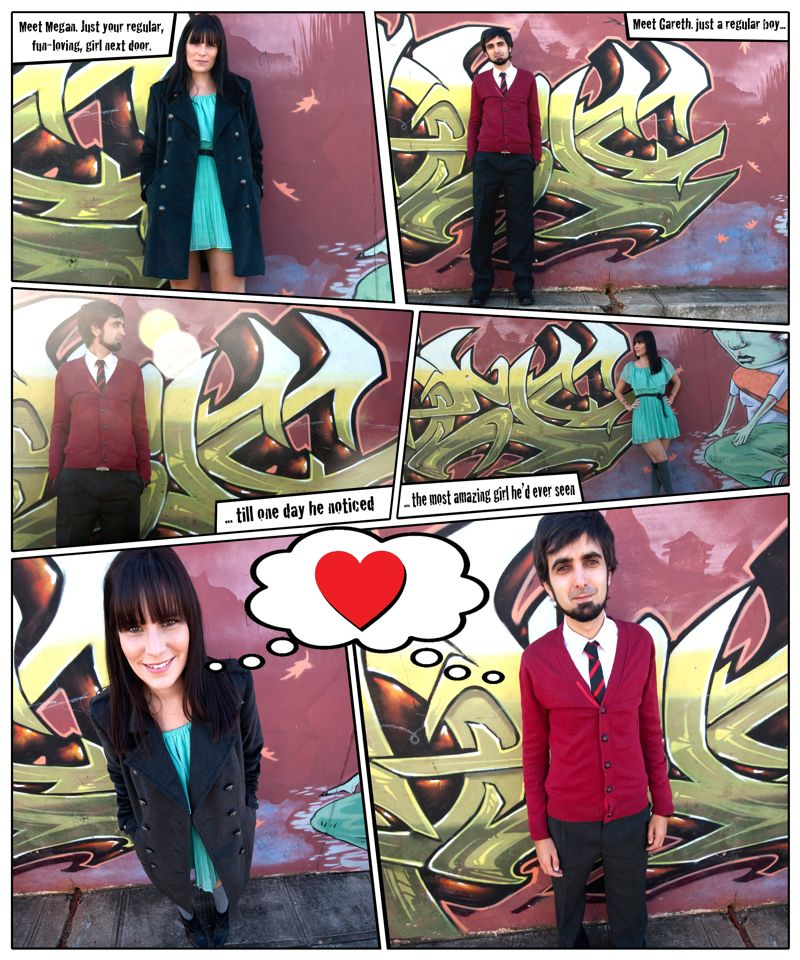 Meet Megan. Just your regular,
fun-loving, girl next door.
Meet Gareth. just a regular boy...
... till one day he noticed
... the most amazing girl he'd ever seen